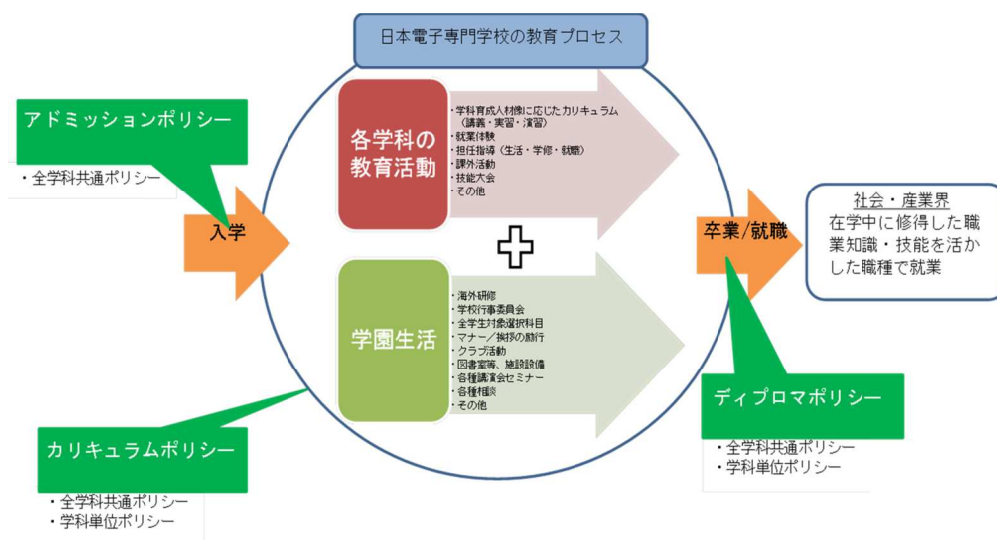 日本電子専門学校の教育プロセス
アドミッションポリシー
・全学科共通ポリシー
入学
各学科の
教育活動
・学科育成人材像に応じたカリキュラム
（講義・実習・演習）
・就業体験
・担任指導（生活・学修・就職）
・課外活動
・技能大会
・その他
学園生活
・海外研修
・学校行事委員会
・全学生対象選択科目
・マナー／挨拶の励行
・クラブ活動
・図書室等、施設設備
・各種講演会セミナー
・各種相談
・その他
卒業/就職
社会・産業界
在学中に修得した職
業知識・技能を活か
した職種で就業
カリキュラムポリシー
・全学科共通ポリシー
・学科単位ポリシー
ディプロマポリシー
・全学科共通ポリシー
・学科単位ポリシー